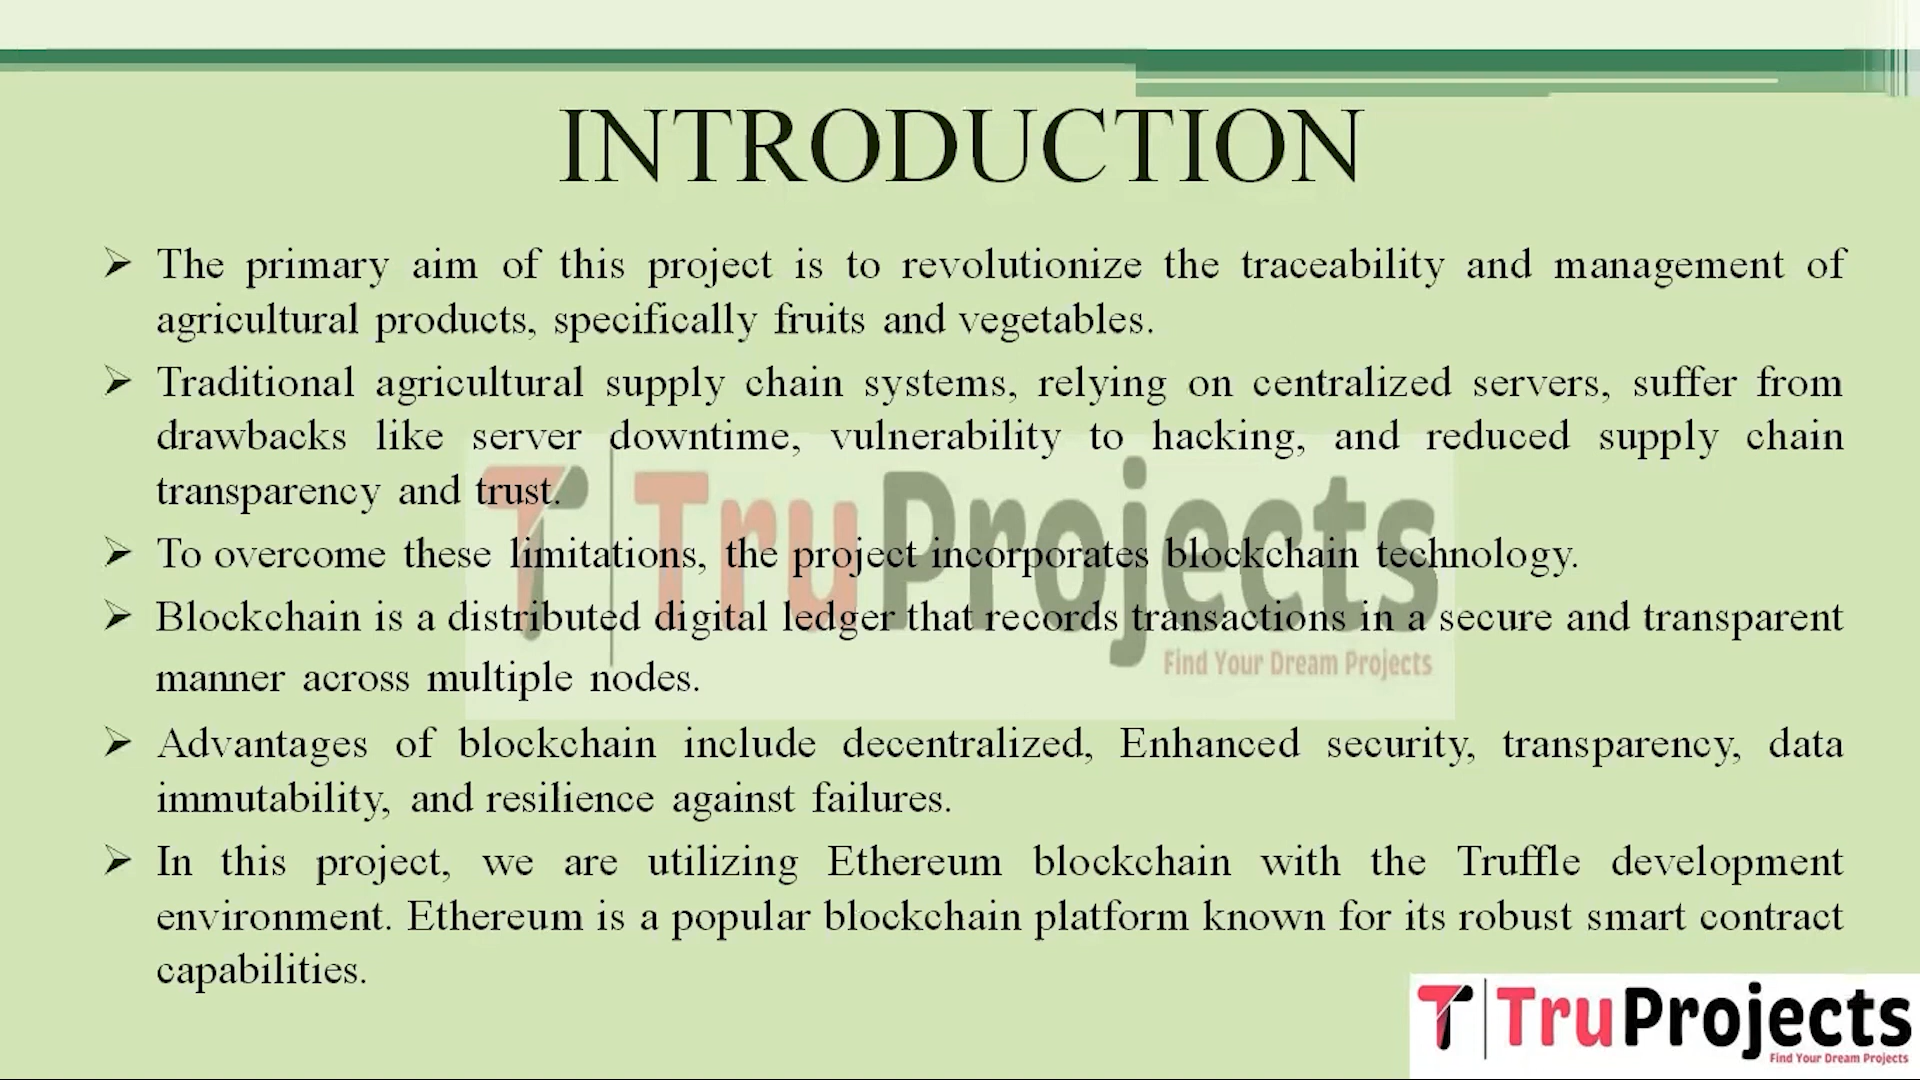 INTRODUCTION
➢ The primary aim of this project is to revolutionize the traceability and management of
agricultural products, specifically fruits and vegetables.
➢ Traditional agricultural supply chain systems, relying on centralized servers, suffer from
drawbacks like server downtime, vulnerability to hacking, and reduced supply chain
transparency and trust.
➢ To overcome these limitations, the project incorporates blockchain technology.
➢ Blockchain is a distributed digital ledger that records transactions in a secure and transparent
manner across multiple nodes.
➢ Advantages of blockchain include decentralized, Enhanced security, transparency, data
immutability, and resilience against failures.
➢ In this project, we are utilizing Ethereum blockchain with the Truffle development
environment. Ethereum is a popular blockchain platform known for its robust smart contract
capabilities.
TruProjects
Find Your Dream Projects
TruProjects
Find Your Dream Projects